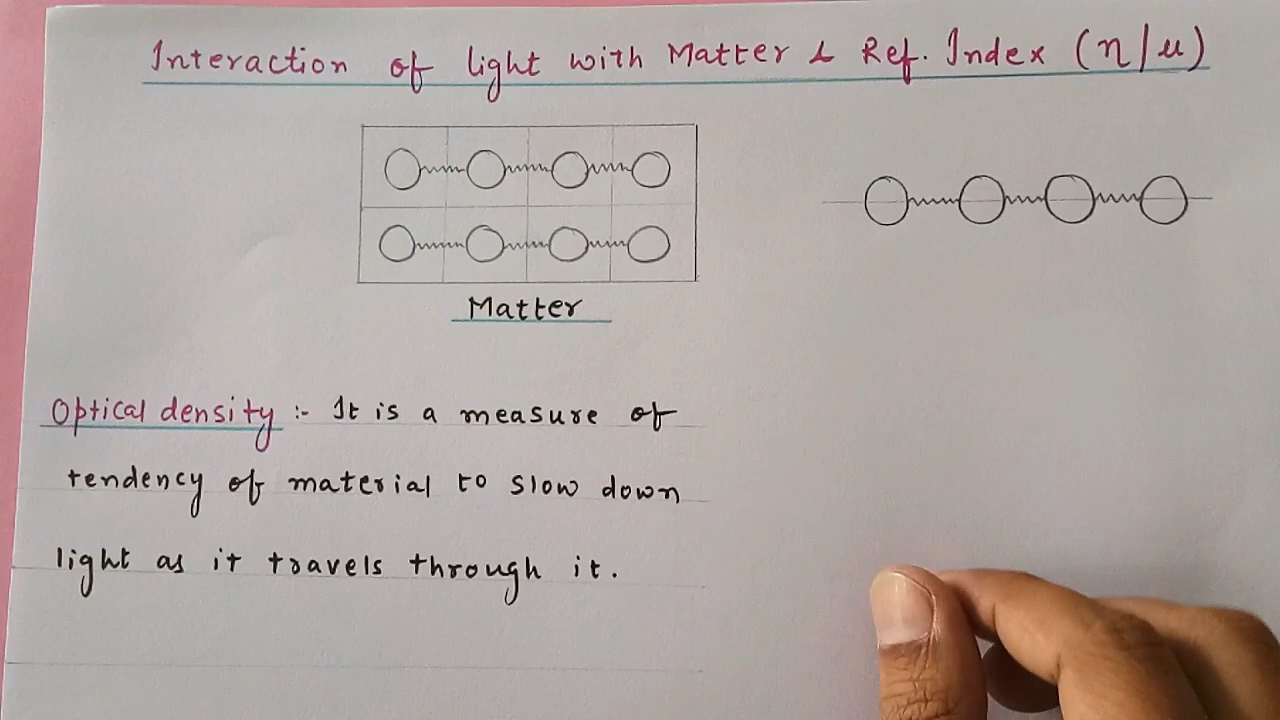 Interaction of light with Matter & Ref. Index (η/μ)
Matter
Optical density :- It is a measure of
tendency of material to slow down
light as it travels through it.